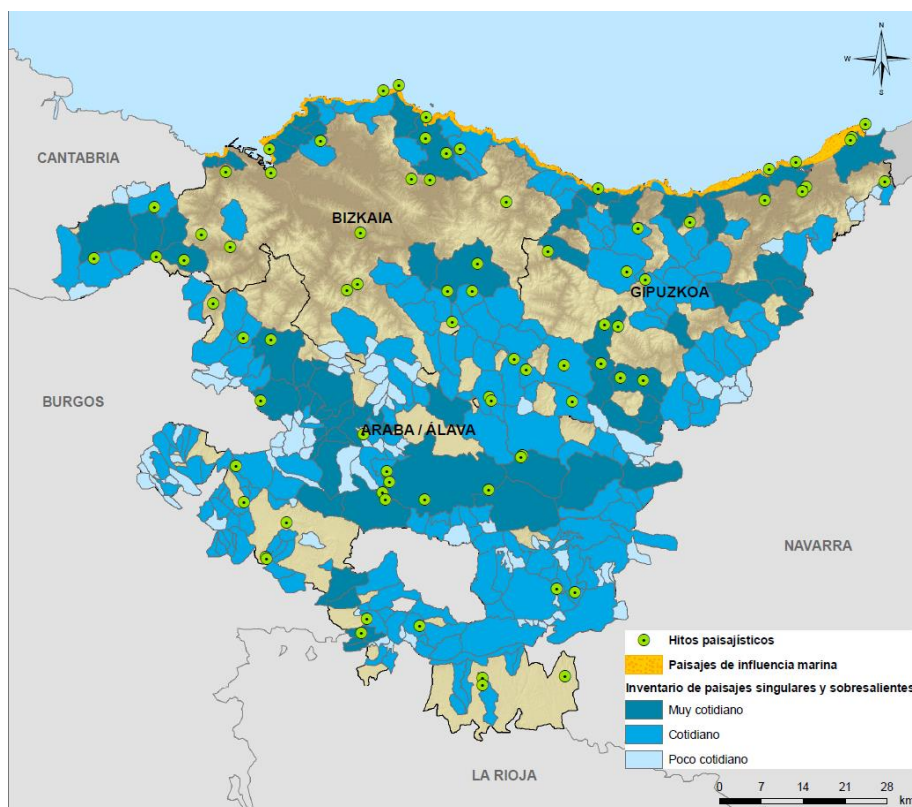 N
W
S
CANTABRIA
BIZKAIA
GIPUZKOA
BURGOS
ARABA / ÁLAVA
NAVARRA
Hitos paisajísticos
Paisajes de influencia marina
Inventario de paisajes singulares y sobresalientes
Muy cotidiano
Cotidiano
Poco cotidiano
LA RIOJA
0 7 14 21 28